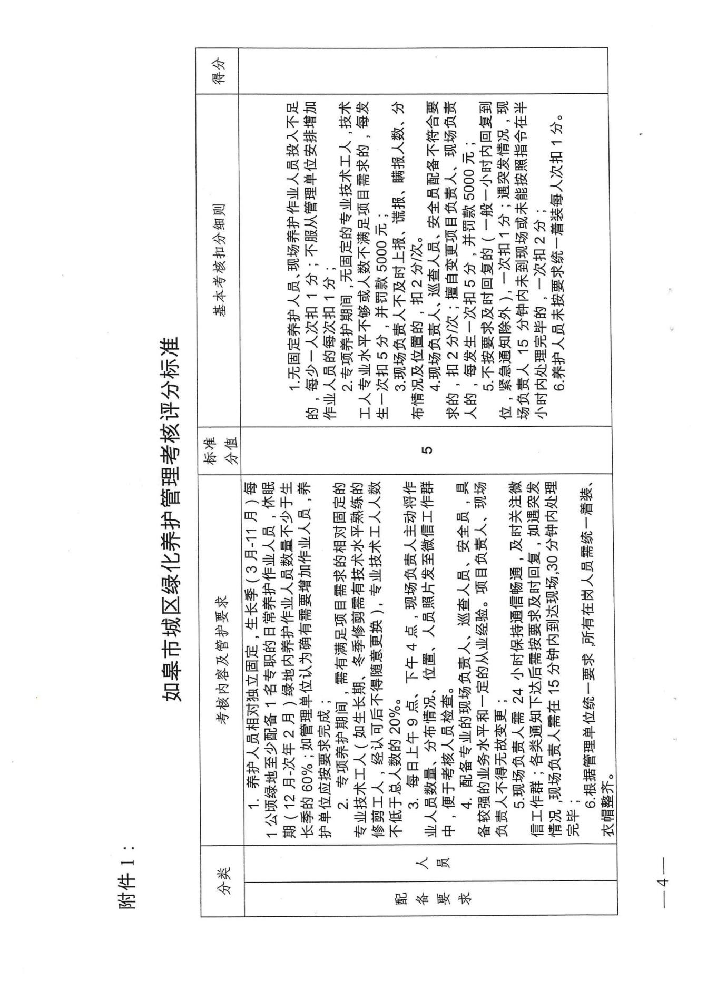 附件1：
如皋市城区绿化养护管理考核评分标准
分类
考核内容及管护要求
标准
分值
基本考核扣分细则
得分
配
备
要
求
人
员
1. 养护人员相对独立固定，生长季（3月-11月）每
1公顷绿地至少配备1名专职的日常养护作业人员，休眠
期（12月-次年2月）绿地内养护作业人员数量不少于生
长季的60%；如管理单位认为确有需要增加作业人员，养
护单位应按要求完成；
2. 专项养护期间，需有满足项目需求的相对固定的
专业技术工人（如生长期、冬季修剪需有技术水平熟练的
修剪工人，经认可后不得随意更换），专业技术工人人数
不低于总人数的20%。
3. 每日上午9点、下午4点，现场负责人主动将作
业人员数量、分布情况、位置、人员照片发至微信工作群
中，便于考核人员检查。
4. 配备专业的现场负责人、巡查人员、安全员，具
备较强的业务水平和一定的从业经验。项目负责人、现场
负责人不得无故变更；
5.现场负责人需24小时保持通信畅通，及时关注微
信工作群；各类通知下达后需按要求及时回复，如遇突发
情况，现场负责人需在15分钟内到达现场,30分钟内处理
完毕；
6.根据管理单位统一要求，所有在岗人员需统一着装、
衣帽整齐。
5
1.无固定养护人员、现场养护作业人员投入不足
的，每少一人次扣1分；不服从管理单位安排增加
作业人员的每次扣1分；
2.专项养护期间，无固定的专业技术工人，技术
工人专业水平不够或人数不满足项目需求的，每发
生一次扣5分，并罚款5000元；
3.现场负责人不及时上报、谎报、瞒报人数、分
布情况及位置的，扣2分/次。
4.现场负责人、巡查人员、安全员配备不符合要
求的，扣2分/次；擅自变更项目负责人、现场负责
人的，每发生一次扣5分，并罚款5000元；
5.不按要求及时回复的（一般一小时内回复到
位，紧急通知除外），一次扣1分；遇突发情况，现
场负责人15分钟内未到现场或未能按照指令在半
小时内处理完毕的，一次扣2分；
6.养护人员未按要求统一着装每人次扣1分。
—4—